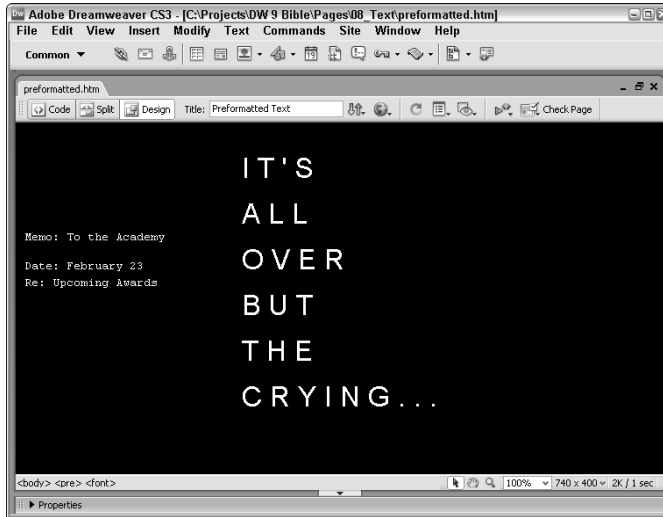 Dw Adobe Dreamweaver CS3 - [C:\Projects\DW 9 Bible\Pages\08_Text\preformatted.htm]
File Edit View Insert Modify Text Commands Site Window Help
Common
19
preformatted.htm
Code Split Design Title: Preformatted Text Check Page
IT'S
ALL
OVER
BUT
THE
CRYING...
Memo: To the Academy
Date: February 23
Re: Upcoming Awards
<body> <pre> <font> 100% 740 x 400 2K / 1 sec
Properties